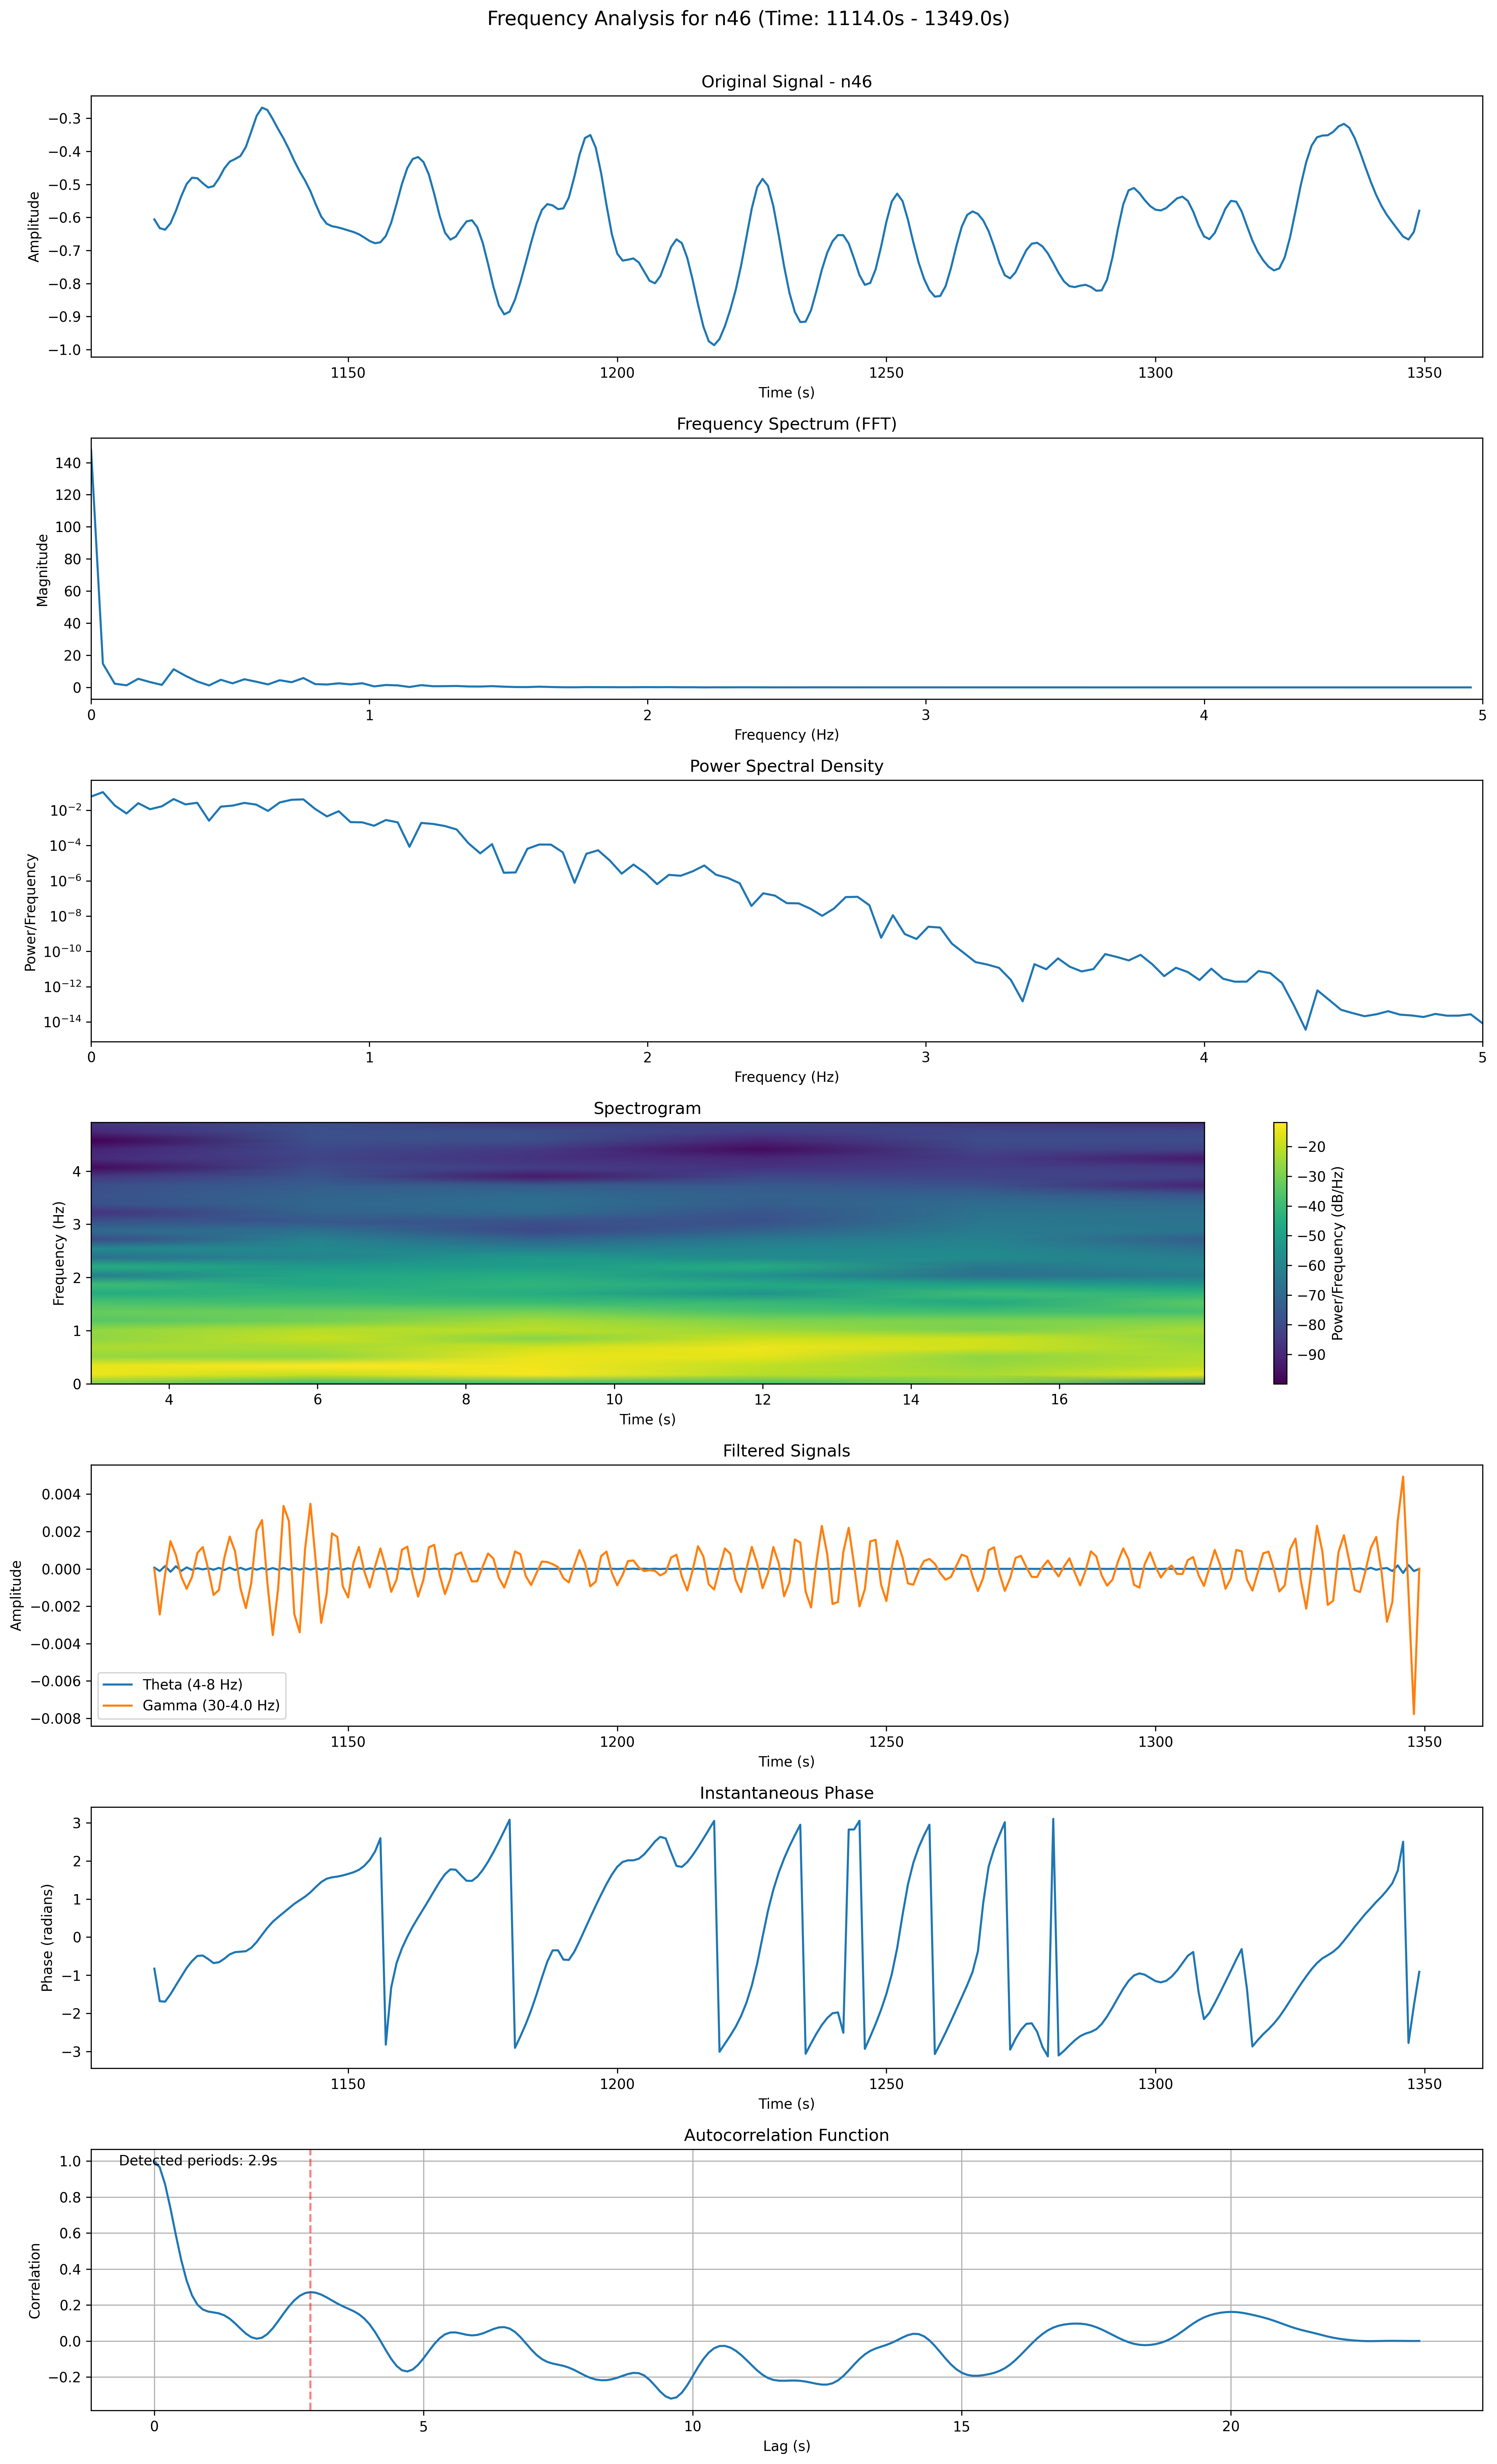 Frequency Analysis for n46 (Time: 1114.0s - 1349.0s)
Original Signal - n46
−0.3
−0.4
−0.5
−0.6
−0.7
−0.8
−0.9
−1.0
Amplitude
1150 1200 1250 1300 1350
Time (s)
Frequency Spectrum (FFT)
140
120
100
80
60
40
20
0
Magnitude
0 1 2 3 4 5
Frequency (Hz)
Power Spectral Density
10⁻²
10⁻⁴
10⁻⁶
10⁻⁸
10⁻¹⁰
10⁻¹²
10⁻¹⁴
Power/Frequency
0 1 2 3 4 5
Frequency (Hz)
Spectrogram
4
3
2
1
0
Frequency (Hz)
4 6 8 10 12 14 16
Time (s)
−20
−30
−40
−50
−60
−70
−80
−90
Power/Frequency (dB/Hz)
Filtered Signals
0.004
0.002
0.000
−0.002
−0.004
−0.006
−0.008
Amplitude
Theta (4-8 Hz)
Gamma (30-4.0 Hz)
1150 1200 1250 1300 1350
Time (s)
Instantaneous Phase
3
2
1
0
−1
−2
−3
Phase (radians)
1150 1200 1250 1300 1350
Time (s)
Autocorrelation Function
Detected periods: 2.9s
1.0
0.8
0.6
0.4
0.2
0.0
−0.2
Correlation
0 5 10 15 20
Lag (s)